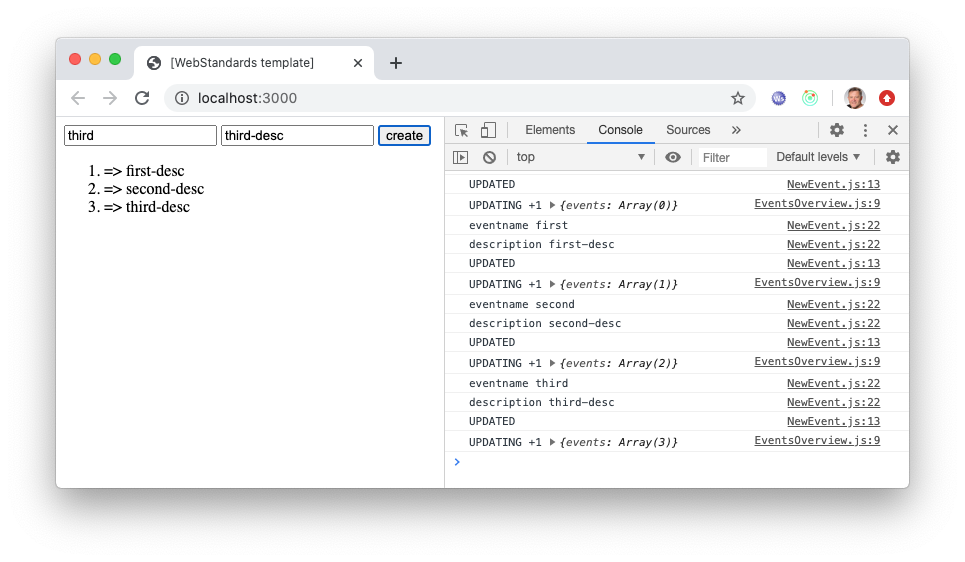 [WebStandards template]
localhost:3000
third third-desc create
1. => first-desc
2. => second-desc
3. => third-desc
Elements Console Sources »
top Filter Default levels
UPDATED NewEvent.js:13
UPDATING +1 {events: Array(0)} EventsOverview.js:9
eventname first NewEvent.js:22
description first-desc NewEvent.js:22
UPDATED NewEvent.js:13
UPDATING +1 {events: Array(1)} EventsOverview.js:9
eventname second NewEvent.js:22
description second-desc NewEvent.js:22
UPDATED NewEvent.js:13
UPDATING +1 {events: Array(2)} EventsOverview.js:9
eventname third NewEvent.js:22
description third-desc NewEvent.js:22
UPDATED NewEvent.js:13
UPDATING +1 {events: Array(3)} EventsOverview.js:9